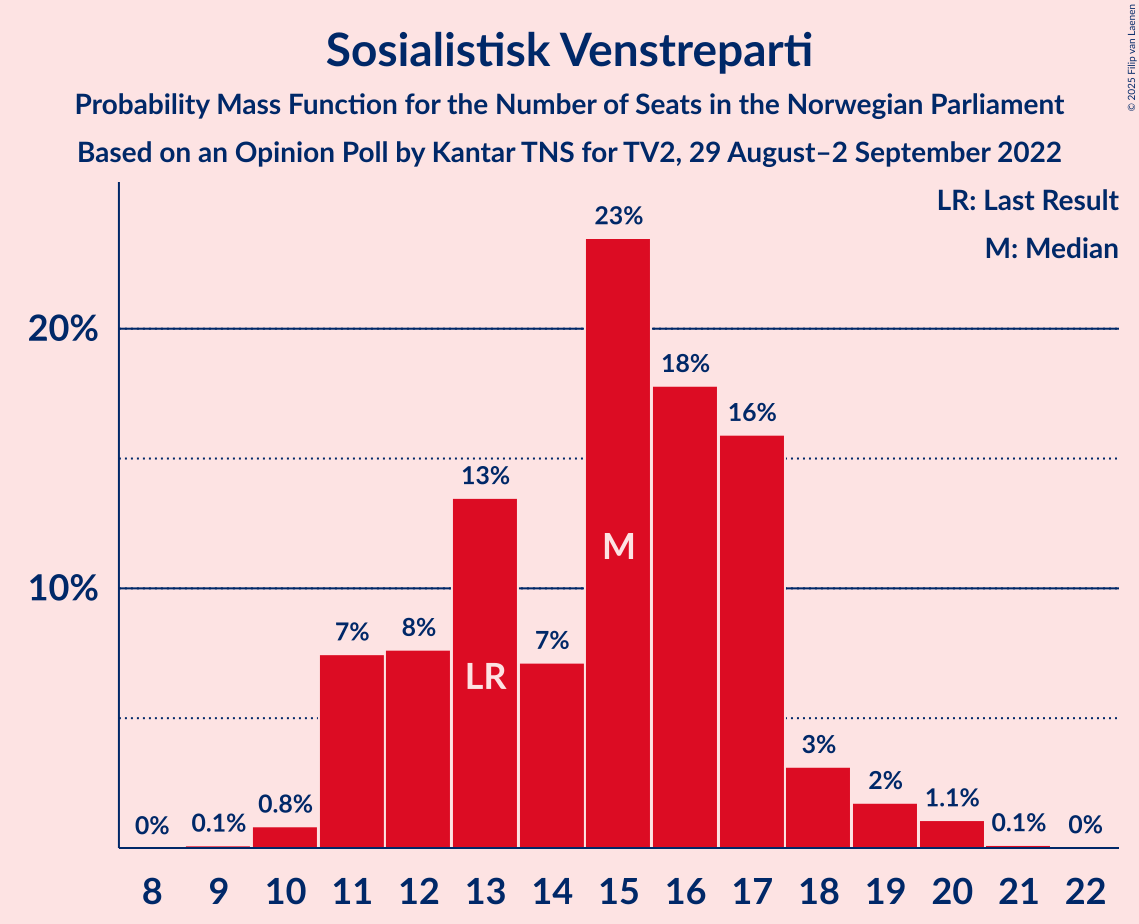 Sosialistisk Venstreparti
Probability Mass Function for the Number of Seats in the Norwegian Parliament
Based on an Opinion Poll by Kantar TNS for TV2, 29 August–2 September 2022
© 2025 Filip van Laenen
LR: Last Result
M: Median
20%
10%
0%
0.1%
0.8%
7%
8%
13%
7%
23%
18%
16%
3%
2%
1.1%
0.1%
0%
LR
M
8 9 10 11 12 13 14 15 16 17 18 19 20 21 22